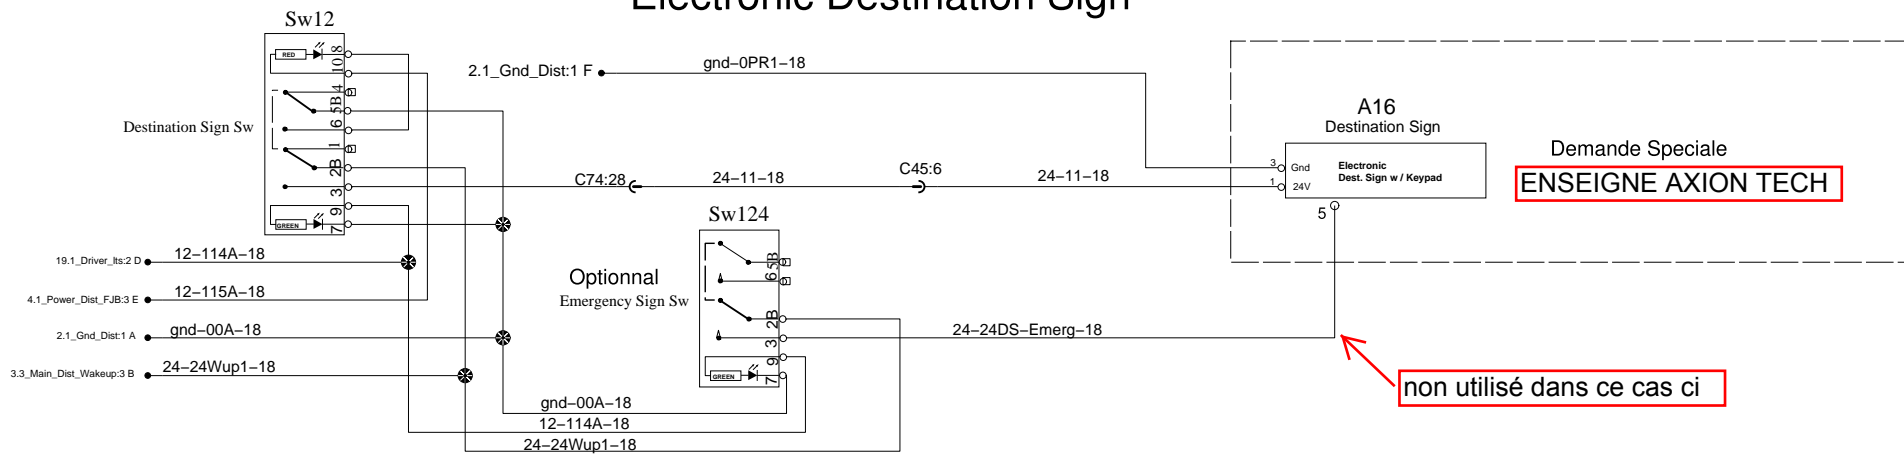 Electronic Destination Sign
Sw12
RED
8
10
4
5B
6
1
2B
3
9
GREEN
7
Destination Sign Sw
2.1_Gnd_Dist:1 F
gnd-0PR1-18
C74:28
24-11-18
C45:6
24-11-18
A16
Destination Sign
3
Gnd
1
24V
Electronic
Dest. Sign w / Keypad
5
Demande Speciale
ENSEIGNE AXION TECH
Sw124
5B
6
2B
3
9
GREEN
7
Optionnal
Emergency Sign Sw
19.1_Driver_lts:2 D
12-114A-18
4.1_Power_Dist_FJB:3 E
12-115A-18
2.1_Gnd_Dist:1 A
gnd-00A-18
3.3_Main_Dist_Wakeup:3 B
24-24Wup1-18
24-24DS-Emerg-18
non utilisé dans ce cas ci
gnd-00A-18
12-114A-18
24-24Wup1-18